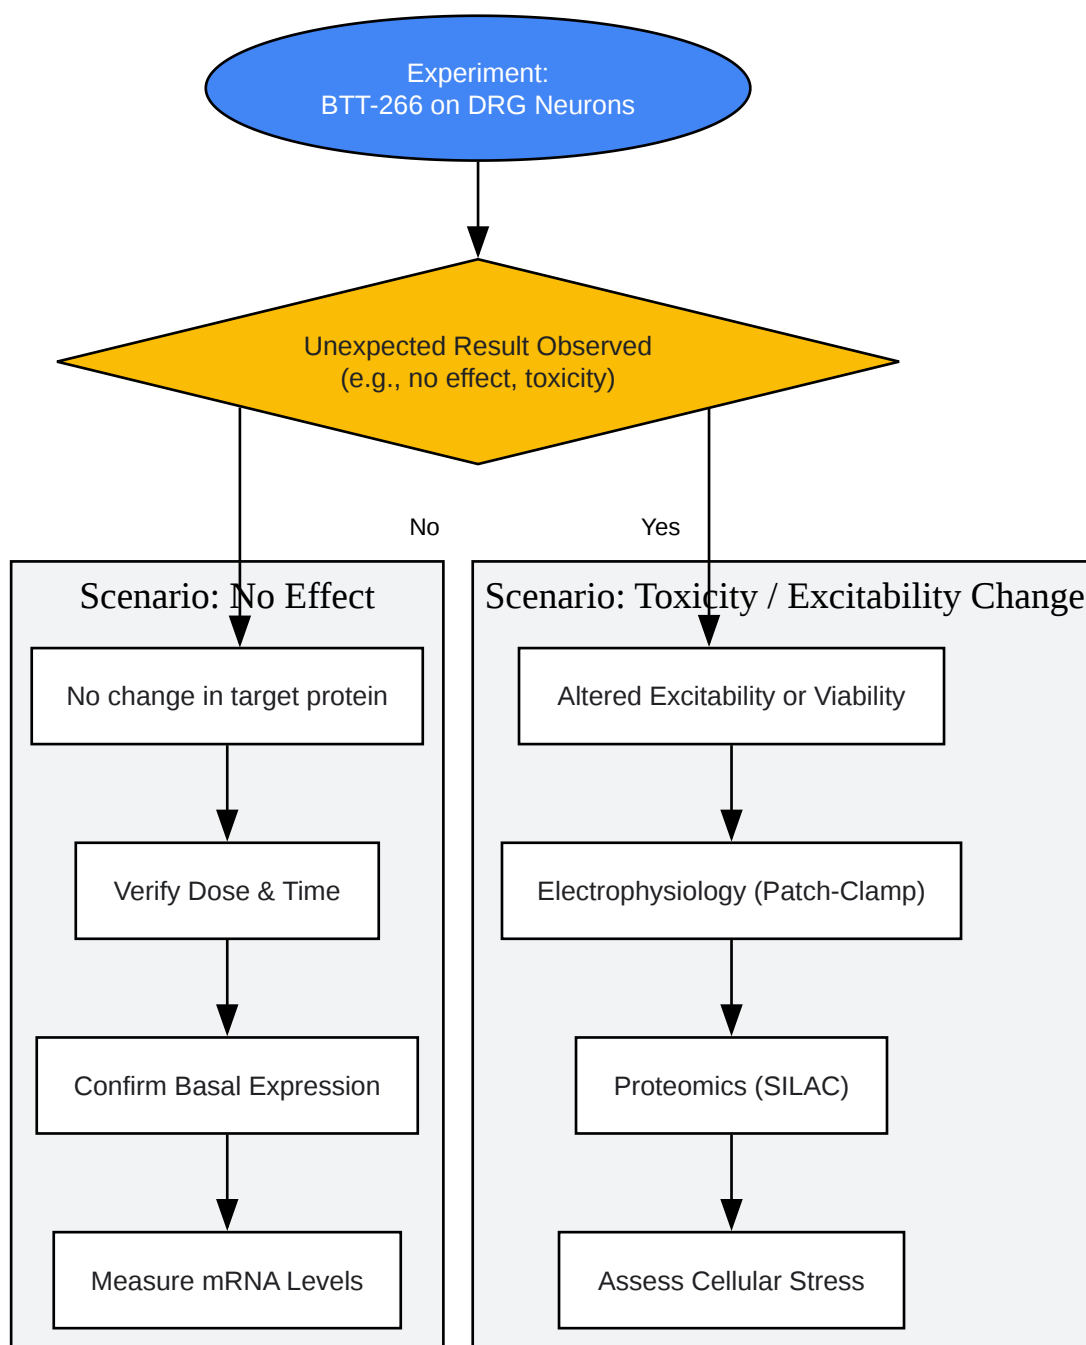 Experiment:
BTT-266 on DRG Neurons
Unexpected Result Observed
(e.g., no effect, toxicity)
No
Yes
Scenario: No Effect
No change in target protein
Verify Dose & Time
Confirm Basal Expression
Measure mRNA Levels
Scenario: Toxicity / Excitability Change
Altered Excitability or Viability
Electrophysiology (Patch-Clamp)
Proteomics (SILAC)
Assess Cellular Stress